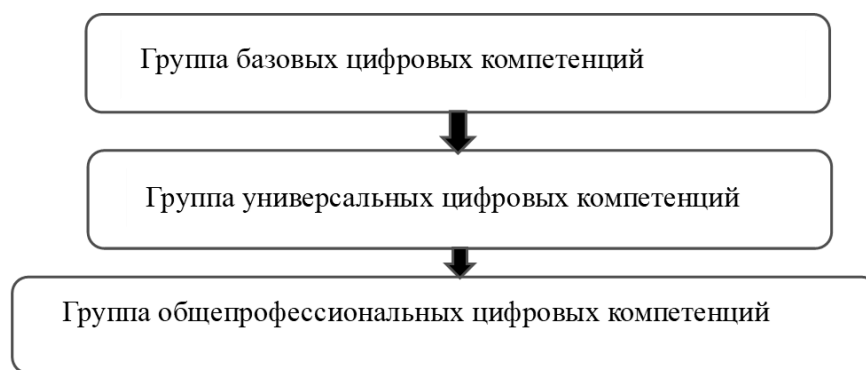 Группа базовых цифровых компетенций
Группа универсальных цифровых компетенций
Группа общепрофессиональных цифровых компетенций